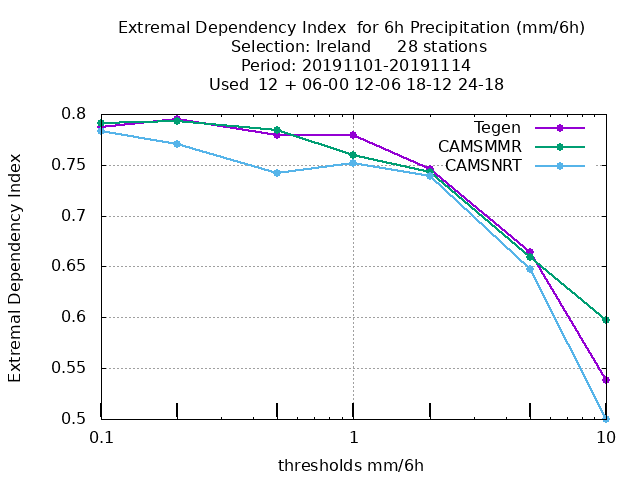 Extremal Dependency Index  for 6h Precipitation (mm/6h)
Selection: Ireland     28 stations
Period: 20191101-20191114
Used  12 + 06-00 12-06 18-12 24-18
Tegen
CAMSMMR
CAMSNRT
0.8
0.75
0.7
0.65
0.6
0.55
0.5
Extremal Dependency Index
0.1 1 10
thresholds mm/6h